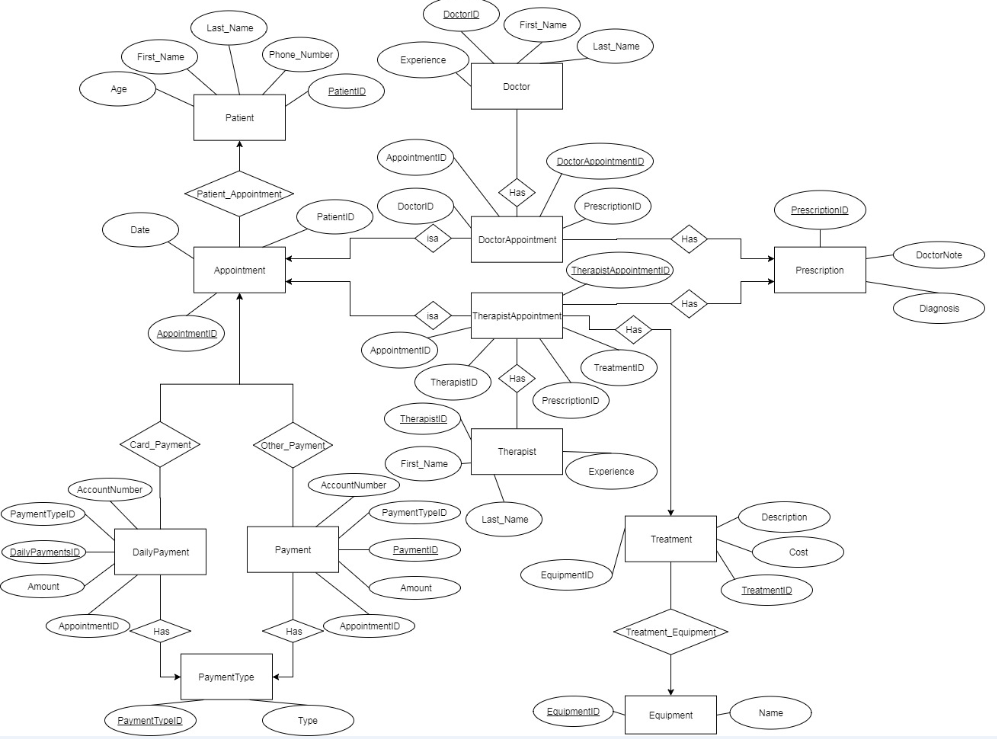 DoctorID
Last_Name
First_Name
Last_Name
First_Name
Phone_Number
Experience
Age
PatientID
Doctor
Patient
AppointmentID
DoctorAppointmentID
Patient_Appointment
Has
DoctorID
PrescriptionID
PrescriptionID
Date
PatientID
isa
DoctorAppointment
Has
DoctorNote
Appointment
TherapistAppointmentID
Prescription
Has
Diagnosis
isa
TherapistAppointment
Has
AppointmentID
AppointmentID
TreatmentID
TherapistID
Has
PrescriptionID
TherapistID
Card_Payment
Other_Payment
Therapist
First_Name
Experience
AccountNumber
AccountNumber
PaymentTypeID
PaymentTypeID
Last_Name
Description
DailyPaymentsID
DailyPayment
Payment
PaymentID
Treatment
Cost
Amount
Amount
EquipmentID
TreatmentID
AppointmentID
Has
Has
AppointmentID
Treatment_Equipment
PaymentType
PaymentTypeID
Type
EquipmentID
Equipment
Name